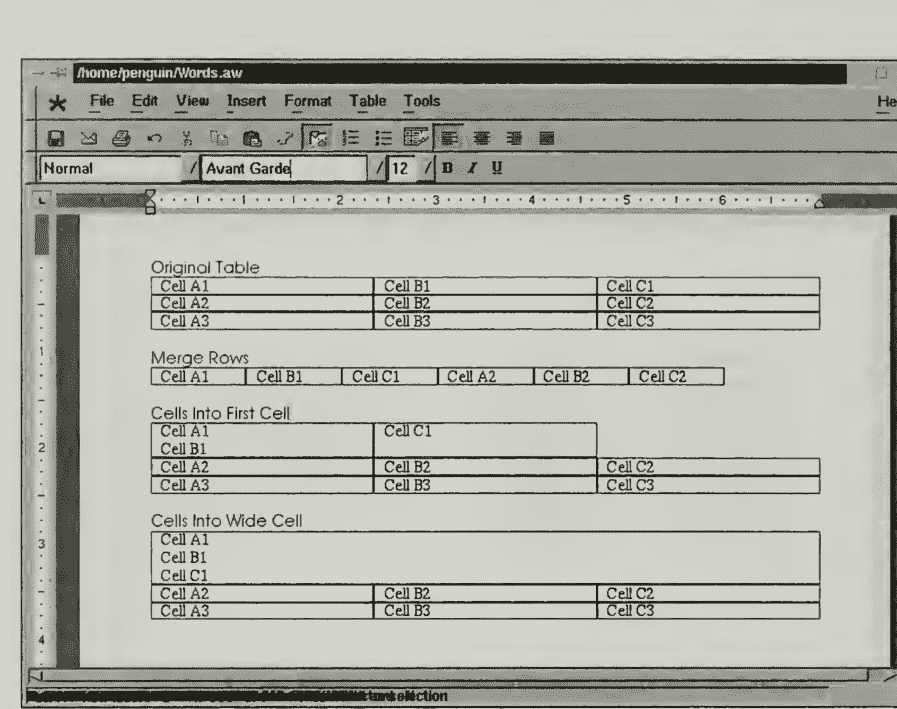 /home/penguin/Words.aw
File Edit View Insert Format Table Tools He
Normal Avant Garde 12 B I U
1 2 3 4 5 6
Original Table
Cell A1 Cell B1 Cell C1
Cell A2 Cell B2 Cell C2
Cell A3 Cell B3 Cell C3
1
Merge Rows
Cell A1 Cell B1 Cell C1 Cell A2 Cell B2 Cell C2
Cells Into First Cell
Cell A1 Cell C1
2
Cell B1
Cell A2 Cell B2 Cell C2
Cell A3 Cell B3 Cell C3
Cells Into Wide Cell
Cell A1
3
Cell B1
Cell C1
Cell A2 Cell B2 Cell C2
Cell A3 Cell B3 Cell C3
4